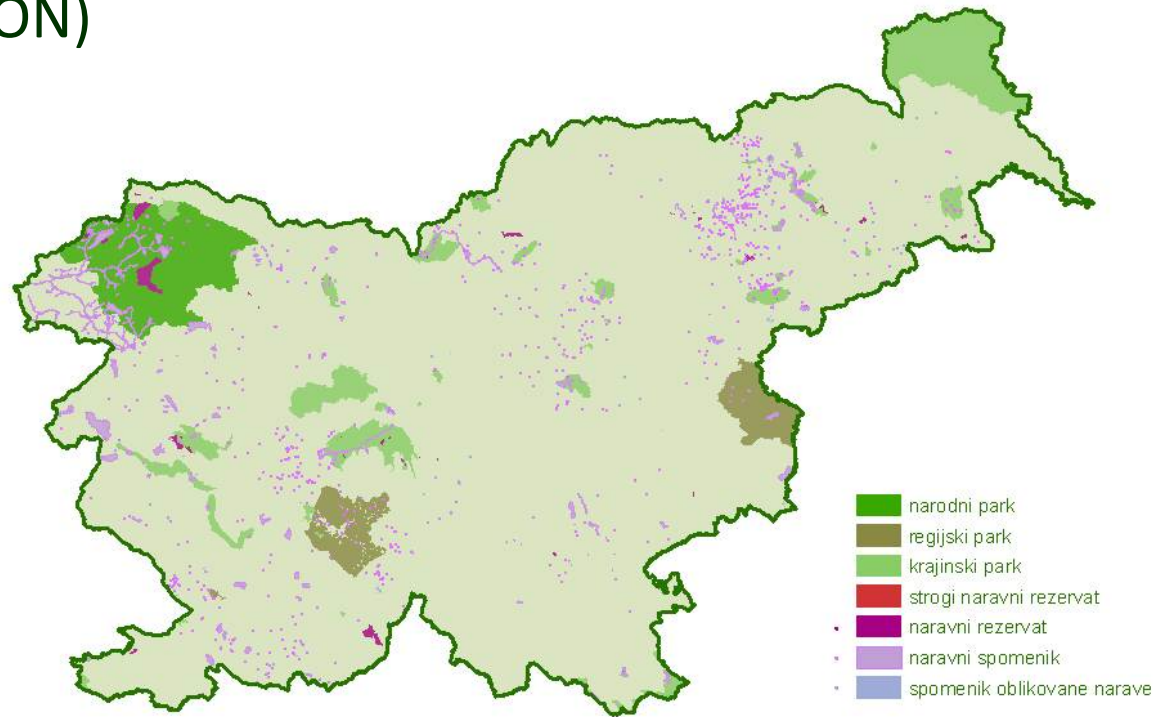 ON)
narodni park
regijski park
krajinski park
strogi naravni rezervat
naravni rezervat
naravni spomenik
spomenik oblikovane narave